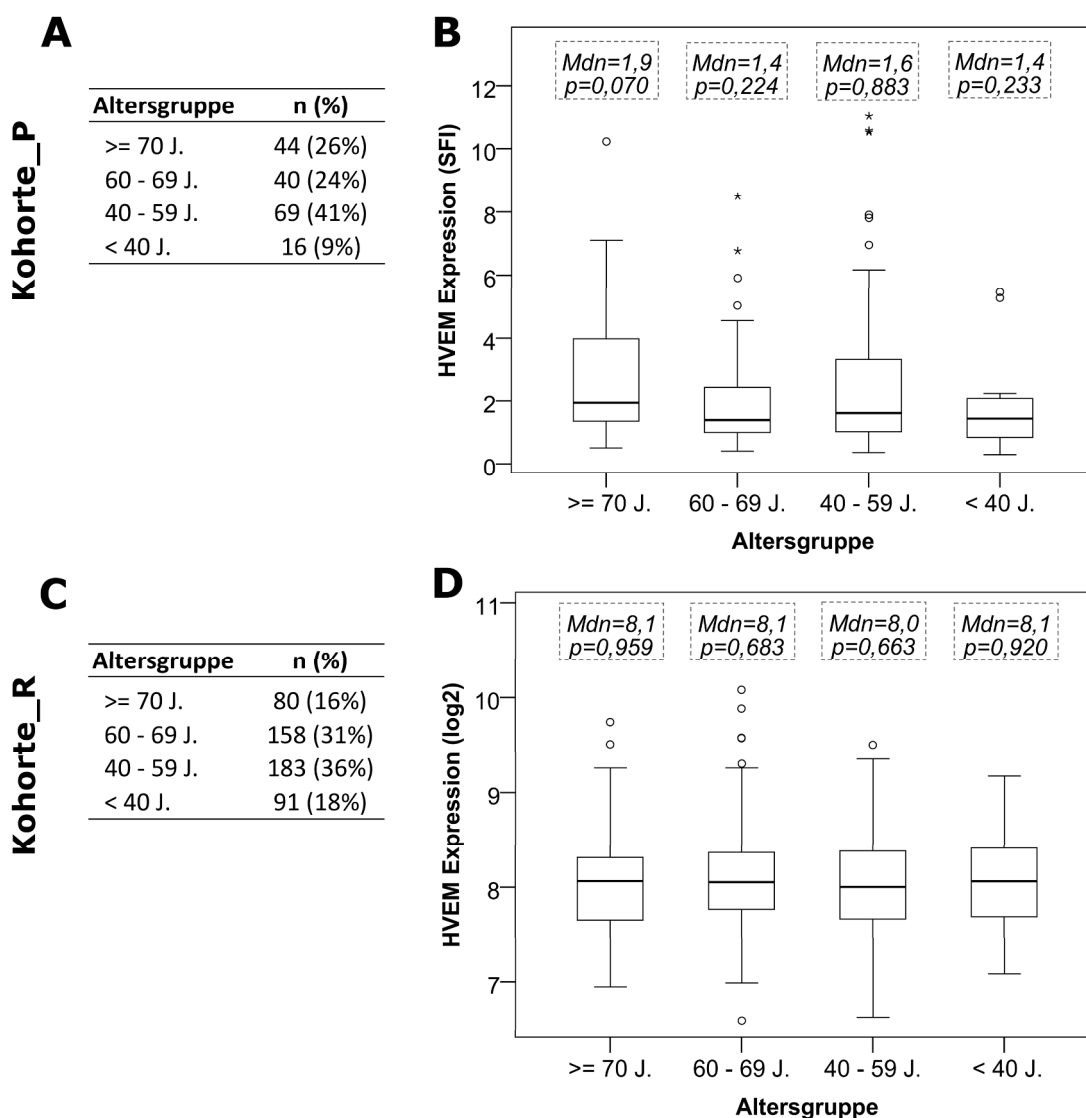 A
Kohorte_P
Altersgruppe n (%)
>= 70 J. 44 (26%)
60 - 69 J. 40 (24%)
40 - 59 J. 69 (41%)
< 40 J. 16 (9%)
B
HVEM Expression (SFI)
12
10
8
6
4
2
0
Mdn=1,9
p=0,070
Mdn=1,4
p=0,224
Mdn=1,6
p=0,883
Mdn=1,4
p=0,233
>= 70 J. 60 - 69 J. 40 - 59 J. < 40 J.
Altersgruppe
C
Kohorte_R
Altersgruppe n (%)
>= 70 J. 80 (16%)
60 - 69 J. 158 (31%)
40 - 59 J. 183 (36%)
< 40 J. 91 (18%)
D
HVEM Expression (log2)
11
10
9
8
7
Mdn=8,1
p=0,959
Mdn=8,1
p=0,683
Mdn=8,0
p=0,663
Mdn=8,1
p=0,920
>= 70 J. 60 - 69 J. 40 - 59 J. < 40 J.
Altersgruppe